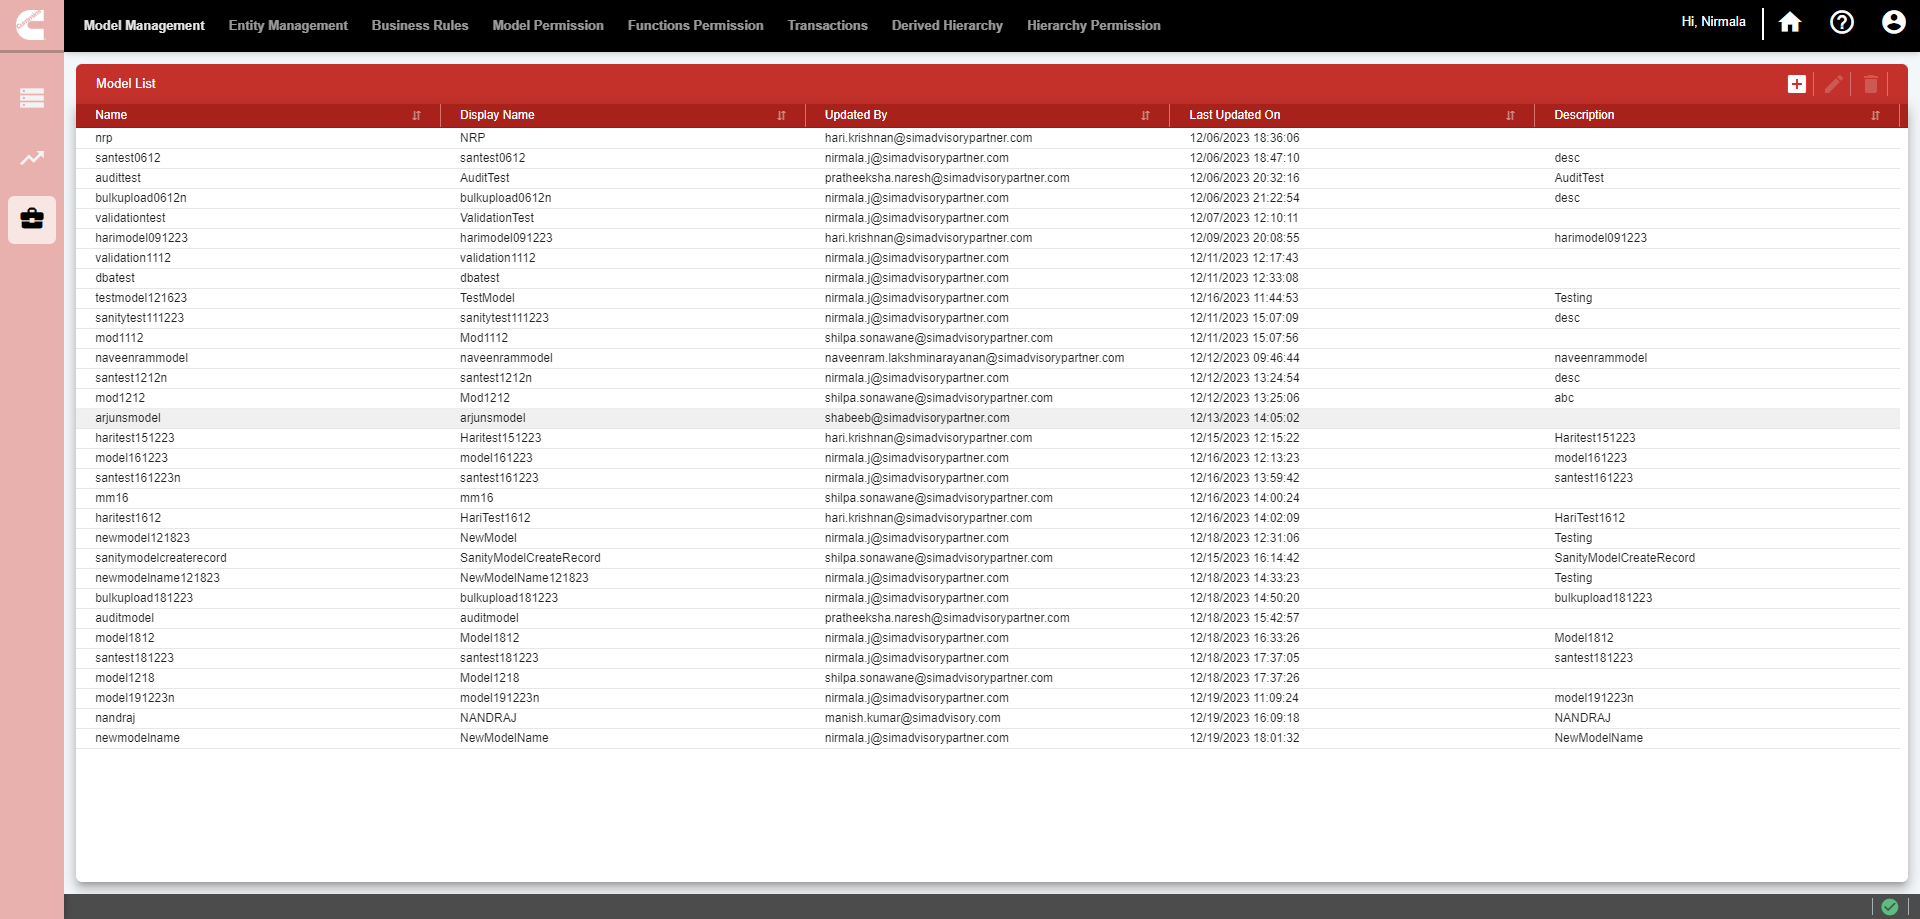 Model Management Entity Management Business Rules Model Permission Functions Permission Transactions Derived Hierarchy Hierarchy Permission Hi, Nirmala
Model List
Name Display Name Updated By Last Updated On Description
nrp NRP hari.krishnan@simadvisorypartner.com 12/06/2023 18:36:06
santest0612 santest0612 nirmala.j@simadvisorypartner.com 12/06/2023 18:47:10 desc
audittest AuditTest pratheeksha.naresh@simadvisorypartner.com 12/06/2023 20:32:16 AuditTest
bulkupload0612n bulkupload0612n nirmala.j@simadvisorypartner.com 12/06/2023 21:22:54 desc
validationtest ValidationTest nirmala.j@simadvisorypartner.com 12/07/2023 12:10:11
harimodel091223 harimodel091223 hari.krishnan@simadvisorypartner.com 12/09/2023 20:08:55 harimodel091223
validation1112 validation1112 nirmala.j@simadvisorypartner.com 12/11/2023 12:17:43
dbatest dbatest nirmala.j@simadvisorypartner.com 12/11/2023 12:33:08
testmodel121623 TestModel nirmala.j@simadvisorypartner.com 12/16/2023 11:44:53 Testing
sanitytest111223 sanitytest111223 nirmala.j@simadvisorypartner.com 12/11/2023 15:07:09 desc
mod1112 Mod1112 shilpa.sonawane@simadvisorypartner.com 12/11/2023 15:07:56
naveenrammodel naveenrammodel naveenram.lakshminarayanan@simadvisorypartner.com 12/12/2023 09:46:44 naveenrammodel
santest1212n santest1212n nirmala.j@simadvisorypartner.com 12/12/2023 13:24:54 desc
mod1212 Mod1212 shilpa.sonawane@simadvisorypartner.com 12/12/2023 13:25:06 abc
arjunsmodel arjunsmodel shabeeb@simadvisorypartner.com 12/13/2023 14:05:02
haritest151223 Haritest151223 hari.krishnan@simadvisorypartner.com 12/15/2023 12:15:22 Haritest151223
model161223 model161223 nirmala.j@simadvisorypartner.com 12/16/2023 12:13:23 model161223
santest161223n santest161223 nirmala.j@simadvisorypartner.com 12/16/2023 13:59:42 santest161223
mm16 mm16 shilpa.sonawane@simadvisorypartner.com 12/16/2023 14:00:24
haritest1612 HariTest1612 hari.krishnan@simadvisorypartner.com 12/16/2023 14:02:09 HariTest1612
newmodel121823 NewModel nirmala.j@simadvisorypartner.com 12/18/2023 12:31:06 Testing
sanitymodelcreaterecord SanityModelCreateRecord shilpa.sonawane@simadvisorypartner.com 12/15/2023 16:14:42 SanityModelCreateRecord
newmodelname121823 NewModelName121823 nirmala.j@simadvisorypartner.com 12/18/2023 14:33:23 Testing
bulkupload181223 bulkupload181223 nirmala.j@simadvisorypartner.com 12/18/2023 14:50:20 bulkupload181223
auditmodel auditmodel pratheeksha.naresh@simadvisorypartner.com 12/18/2023 15:42:57
model1812 Model1812 nirmala.j@simadvisorypartner.com 12/18/2023 16:33:26 Model1812
santest181223 santest181223 nirmala.j@simadvisorypartner.com 12/18/2023 17:37:05 santest181223
model1218 Model1218 shilpa.sonawane@simadvisorypartner.com 12/18/2023 17:37:26
model191223n model191223n nirmala.j@simadvisorypartner.com 12/19/2023 11:09:24 model191223n
nandraj NANDRAJ manish.kumar@simadvisory.com 12/19/2023 16:09:18 NANDRAJ
newmodelname NewModelName nirmala.j@simadvisorypartner.com 12/19/2023 18:01:32 NewModelName